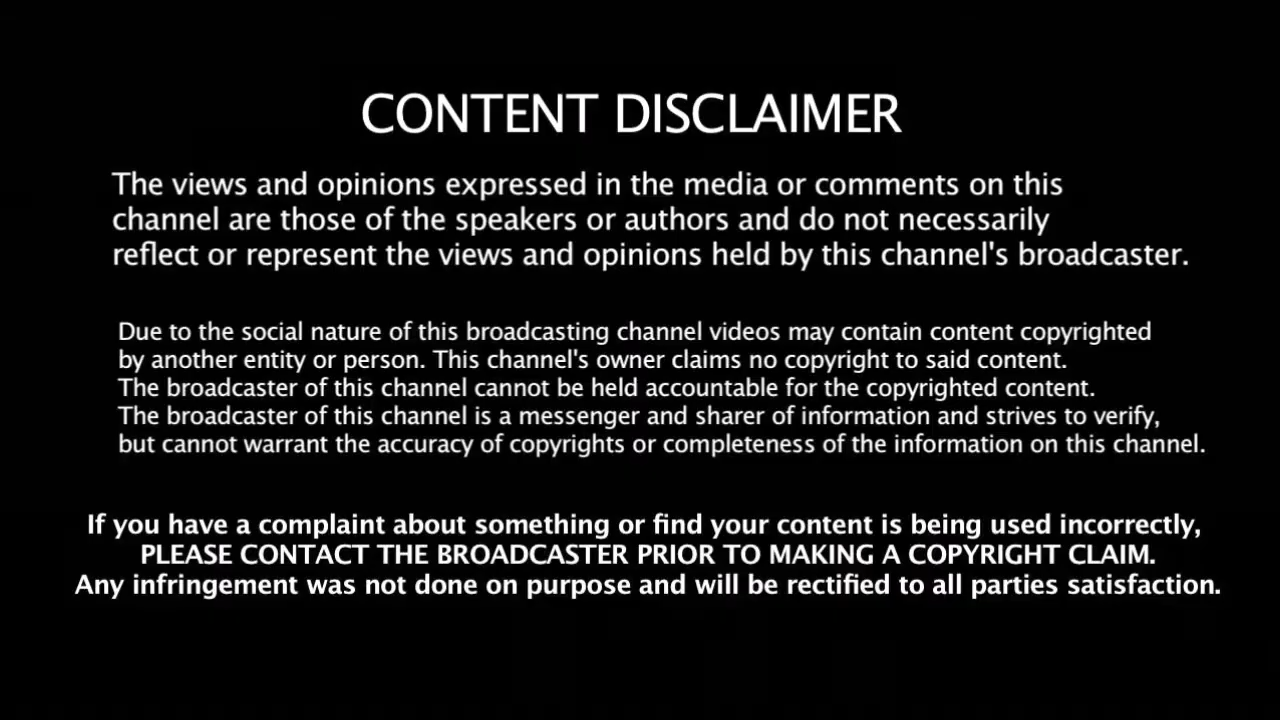 CONTENT DISCLAIMER
The views and opinions expressed in the media or comments on this
channel are those of the speakers or authors and do not necessarily
reflect or represent the views and opinions held by this channel's broadcaster.
Due to the social nature of this broadcasting channel videos may contain content copyrighted
by another entity or person. This channel's owner claims no copyright to said content.
The broadcaster of this channel cannot be held accountable for the copyrighted content.
The broadcaster of this channel is a messenger and sharer of information and strives to verify,
but cannot warrant the accuracy of copyrights or completeness of the information on this channel.
If you have a complaint about something or find your content is being used incorrectly,
PLEASE CONTACT THE BROADCASTER PRIOR TO MAKING A COPYRIGHT CLAIM.
Any infringement was not done on purpose and will be rectified to all parties satisfaction.